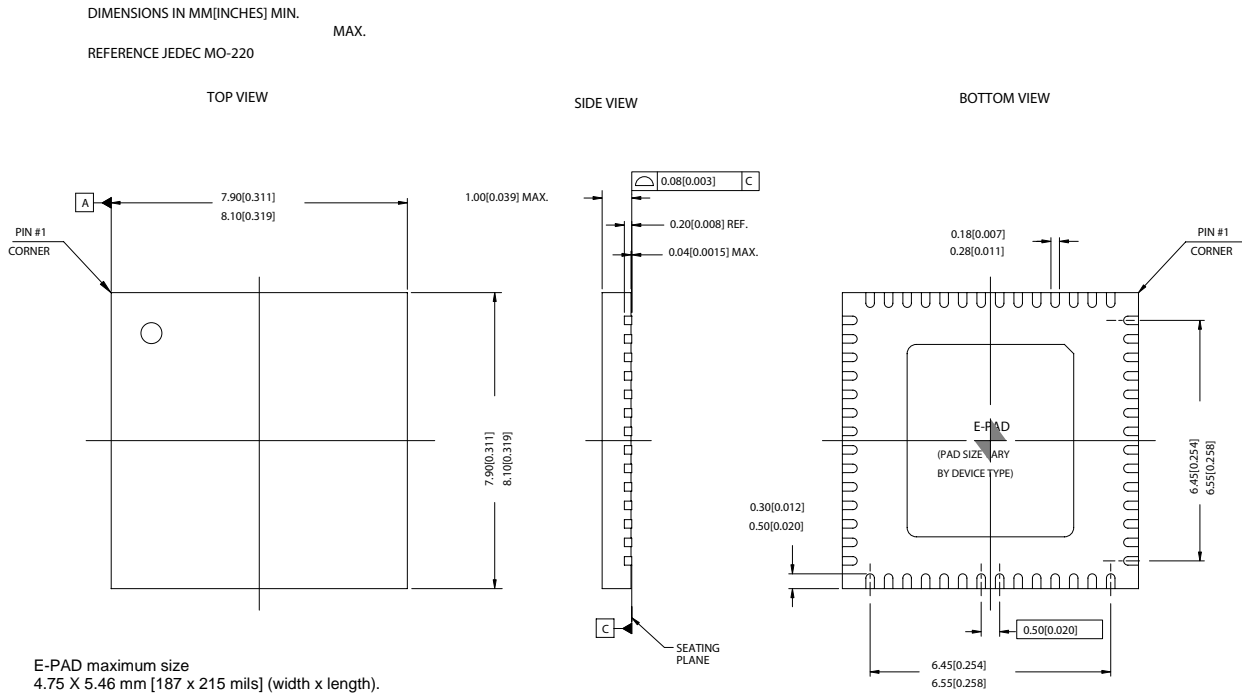 DIMENSIONS IN MM[INCHES] MIN.
MAX.
REFERENCE JEDEC MO-220
TOP VIEW
SIDE VIEW
BOTTOM VIEW
A
7.90[0.311]
8.10[0.319]
PIN #1
CORNER
7.90[0.311]
8.10[0.319]
1.00[0.039] MAX.
0.08[0.003] C
0.20[0.008] REF.
0.04[0.0015] MAX.
C
SEATING
PLANE
0.18[0.007]
0.28[0.011]
PIN #1
CORNER
E-PAD
(PAD SIZE VARY
BY DEVICE TYPE)
0.30[0.012]
0.50[0.020]
6.45[0.254]
6.55[0.258]
0.50[0.020]
6.45[0.254]
6.55[0.258]
E-PAD maximum size
4.75 X 5.46 mm [187 x 215 mils] (width x length).